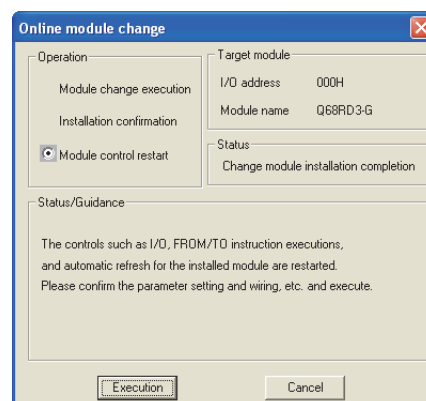 Online module change
Operation
Module change execution
Installation confirmation
Module control restart
Target module
I/O address 000H
Module name Q68RD3-G
Status
Change module installation completion
Status/Guidance
The controls such as I/O, FROM/TO instruction executions,
and automatic refresh for the installed module are restarted.
Please confirm the parameter setting and wiring, etc. and execute.
Execution Cancel